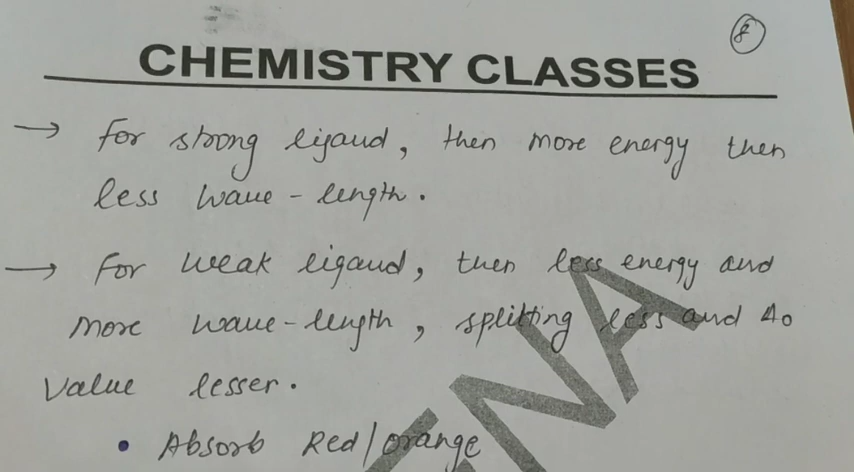 8
CHEMISTRY CLASSES
→ For strong ligand, then more energy then
less wave-length.
→ For weak ligand, then less energy and
more wave-length, splitting less and Δo
value lesser.
• Absorb Red/orange
ENA